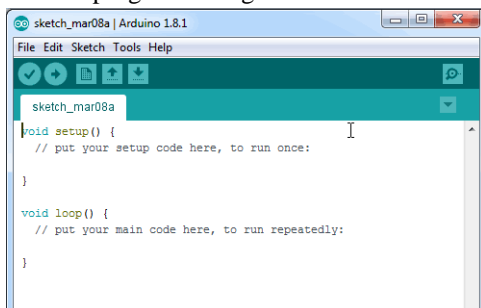 sketch_mar08a | Arduino 1.8.1
File Edit Sketch Tools Help
sketch_mar08a
void setup() {
  // put your setup code here, to run once:
}
void loop() {
  // put your main code here, to run repeatedly:
}